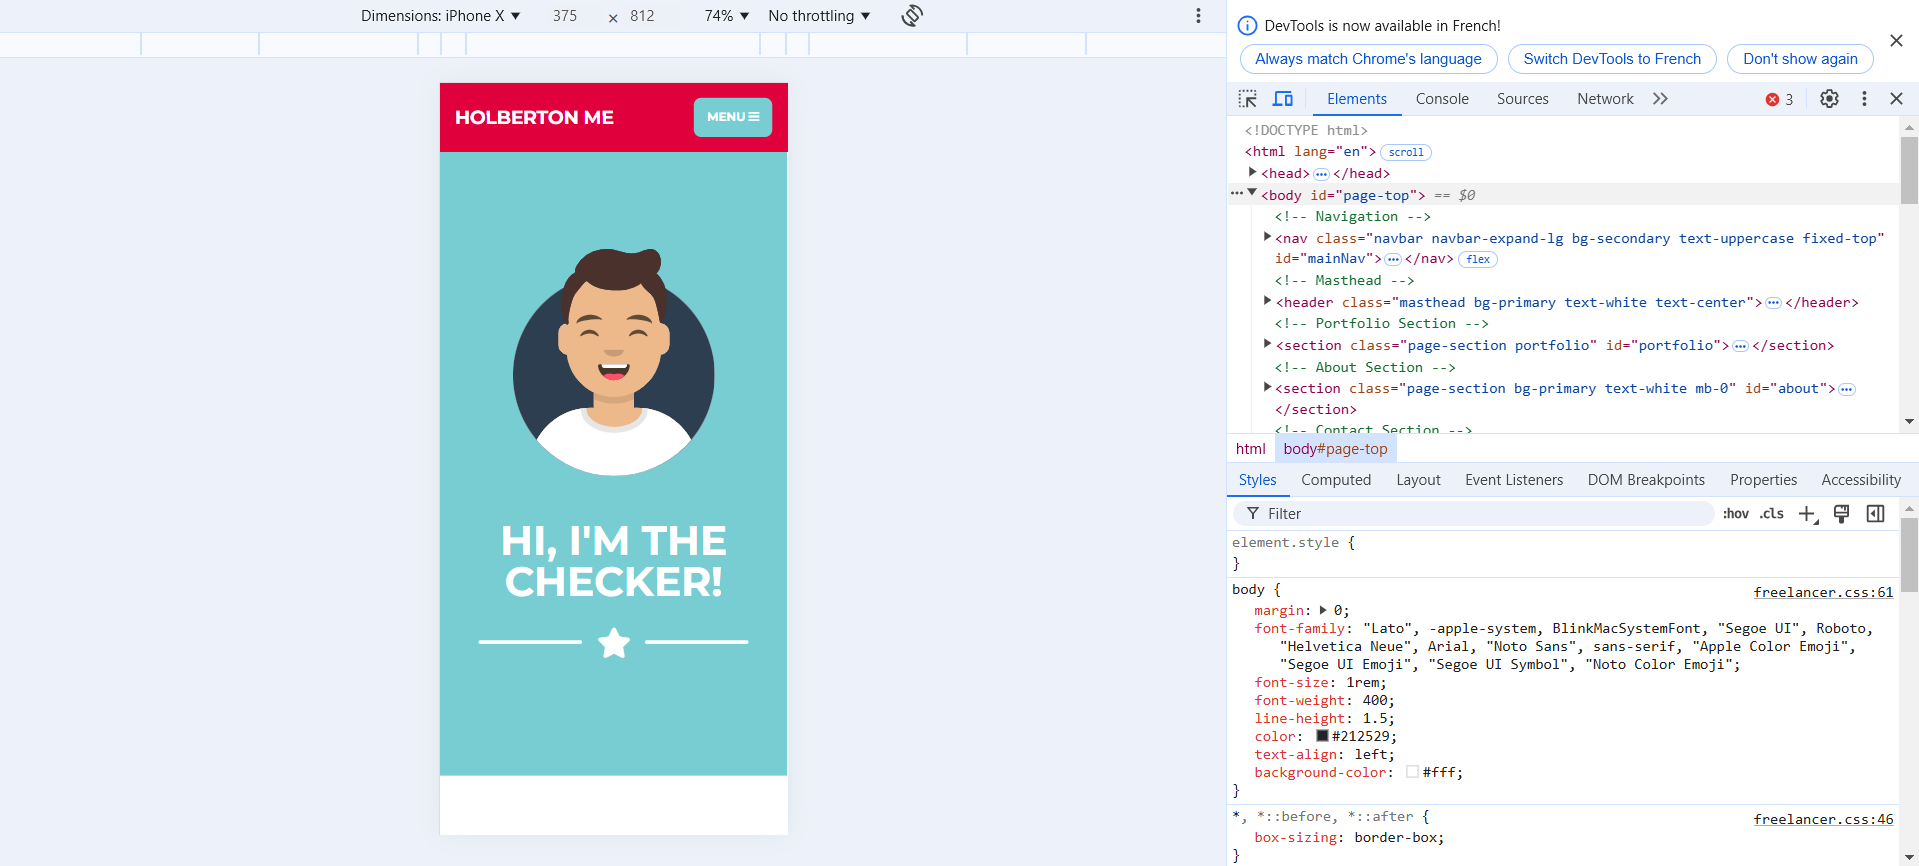 Dimensions: iPhone X ▼ 375 × 812 74% ▼ No throttling ▼
HOLBERTON ME
MENU
HI, I'M THE
CHECKER!
DevTools is now available in French!
Always match Chrome's language Switch DevTools to French Don't show again
Elements Console Sources Network 3
<!DOCTYPE html>
<html lang="en"> scroll
<head> ••• </head>
••• <body id="page-top"> == $0
<!-- Navigation -->
<nav class="navbar navbar-expand-lg bg-secondary text-uppercase fixed-top"
id="mainNav"> ••• </nav> flex
<!-- Masthead -->
<header class="masthead bg-primary text-white text-center"> ••• </header>
<!-- Portfolio Section -->
<section class="page-section portfolio" id="portfolio"> ••• </section>
<!-- About Section -->
<section class="page-section bg-primary text-white mb-0" id="about"> •••
</section>
<!-- Contact Section -->
html body#page-top
Styles Computed Layout Event Listeners DOM Breakpoints Properties Accessibility
Filter :hov .cls
element.style {
}
body { freelancer.css:61
margin: 0;
font-family: "Lato", -apple-system, BlinkMacSystemFont, "Segoe UI", Roboto,
"Helvetica Neue", Arial, "Noto Sans", sans-serif, "Apple Color Emoji",
"Segoe UI Emoji", "Segoe UI Symbol", "Noto Color Emoji";
font-size: 1rem;
font-weight: 400;
line-height: 1.5;
color: #212529;
text-align: left;
background-color: #fff;
}
*, *::before, *::after { freelancer.css:46
box-sizing: border-box;
}